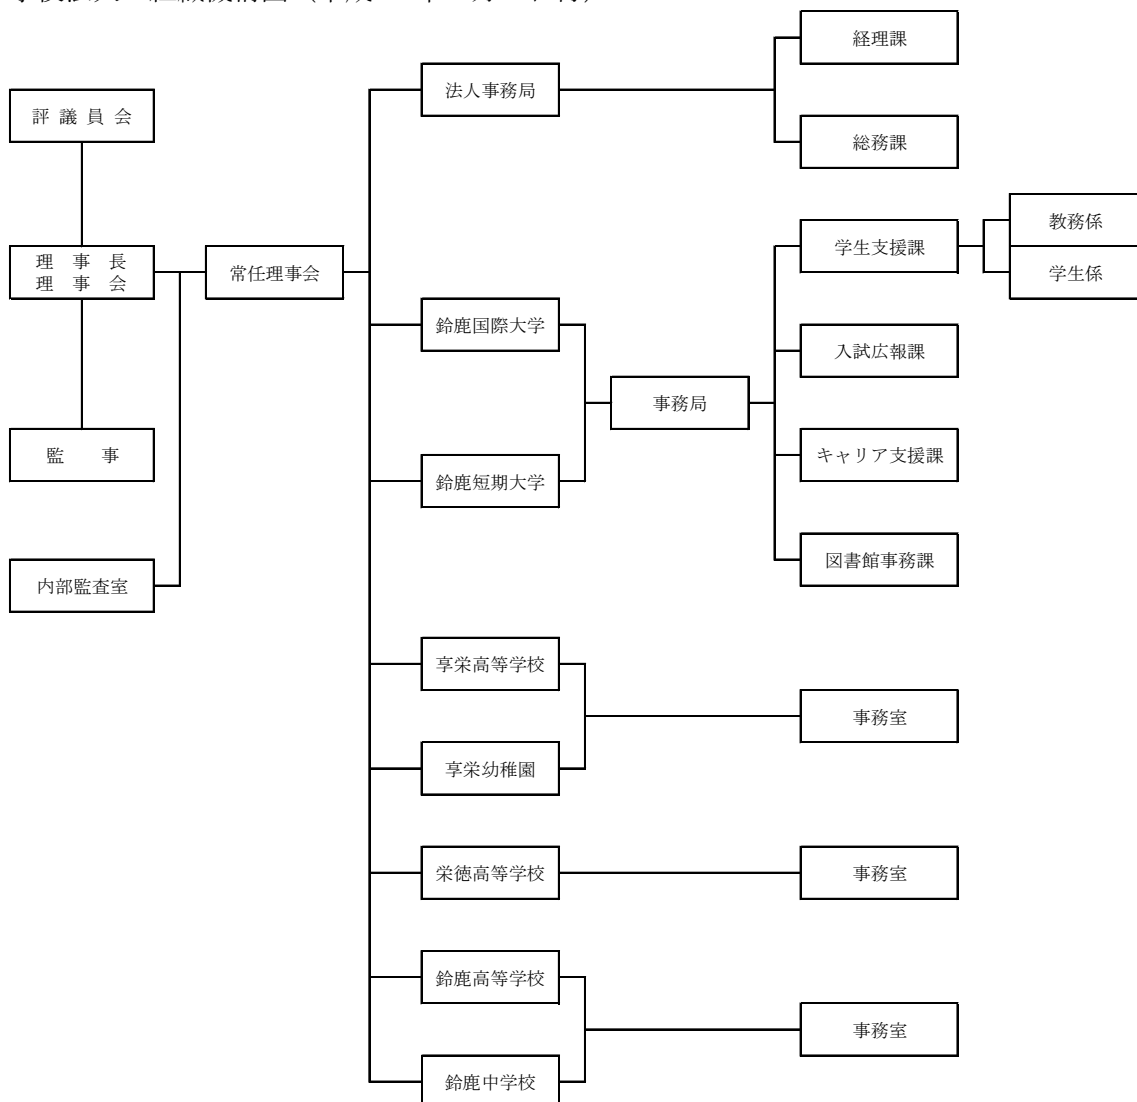 経理課
法人事務局
評議員会
総務課
教務係
学生支援課
理事長
理事会
常任理事会
学生係
鈴鹿国際大学
入試広報課
事務局
監事
キャリア支援課
鈴鹿短期大学
図書館事務課
内部監査室
享栄高等学校
事務室
享栄幼稚園
栄徳高等学校
事務室
鈴鹿高等学校
事務室
鈴鹿中学校